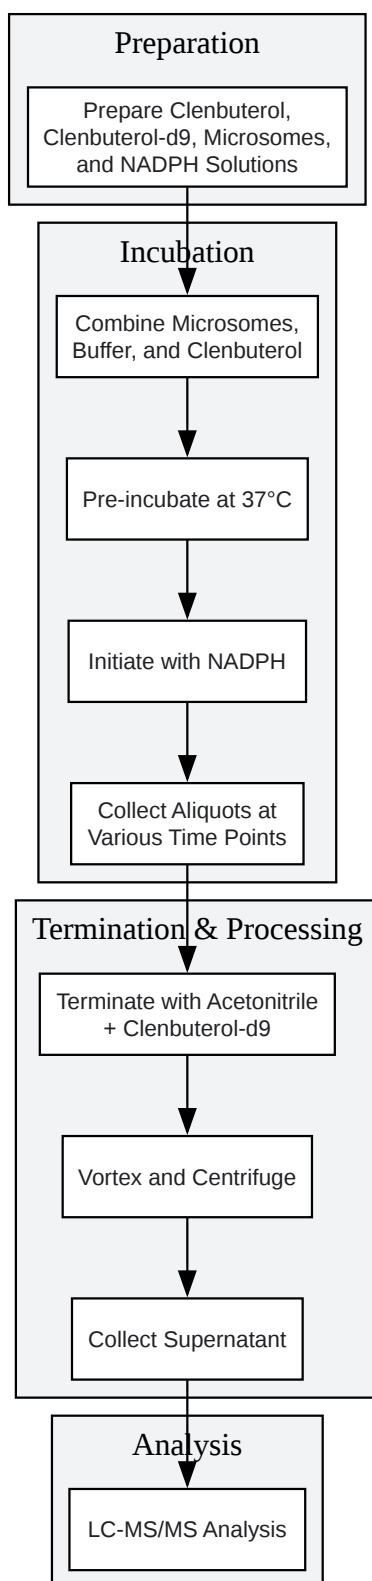 Preparation
Prepare Clenbuterol,
Clenbuterol-d9, Microsomes,
and NADPH Solutions
Incubation
Combine Microsomes,
Buffer, and Clenbuterol
Pre-incubate at 37°C
Initiate with NADPH
Collect Aliquots at
Various Time Points
Termination & Processing
Terminate with Acetonitrile
+ Clenbuterol-d9
Vortex and Centrifuge
Collect Supernatant
Analysis
LC-MS/MS Analysis